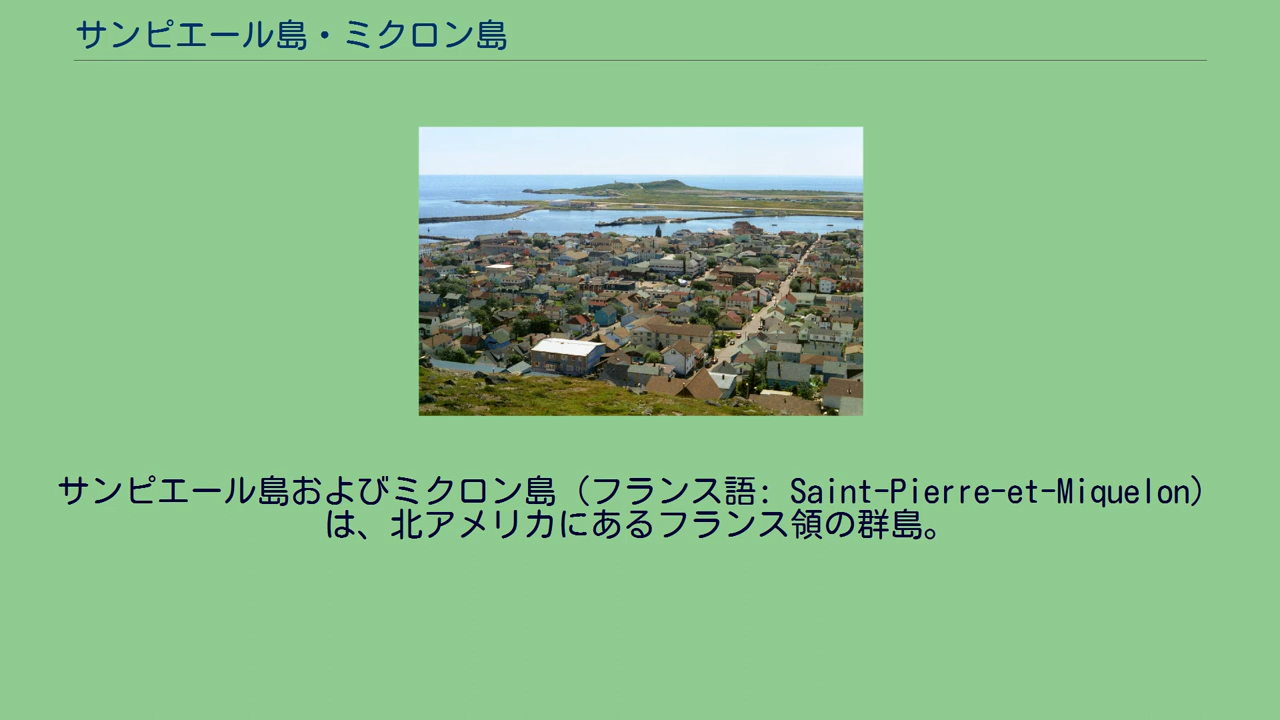 サンピエール島・ミクロン島
サンピエール島およびミクロン島（フランス語: Saint-Pierre-et-Miquelon）
は、北アメリカにあるフランス領の群島。